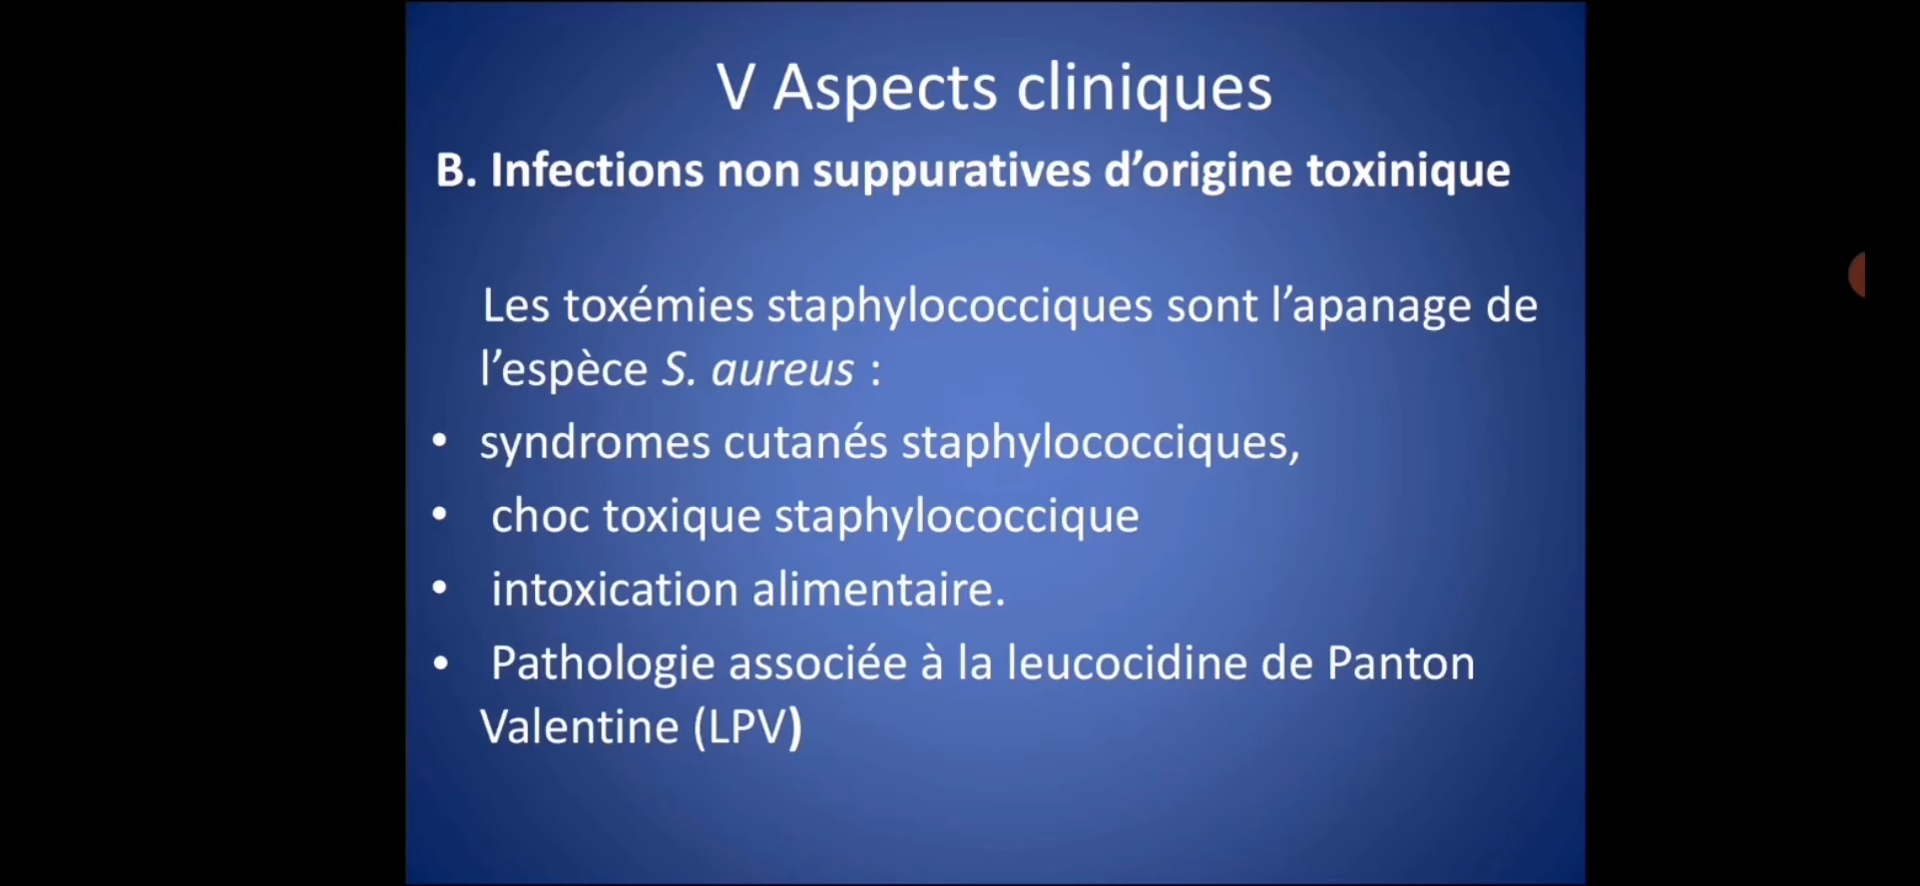 V Aspects cliniques
B. Infections non suppuratives d’origine toxinique
Les toxémies staphylococciques sont l’apanage de
l’espèce S. aureus :
• syndromes cutanés staphylococciques,
• choc toxique staphylococcique
• intoxication alimentaire.
• Pathologie associée à la leucocidine de Panton
Valentine (LPV)